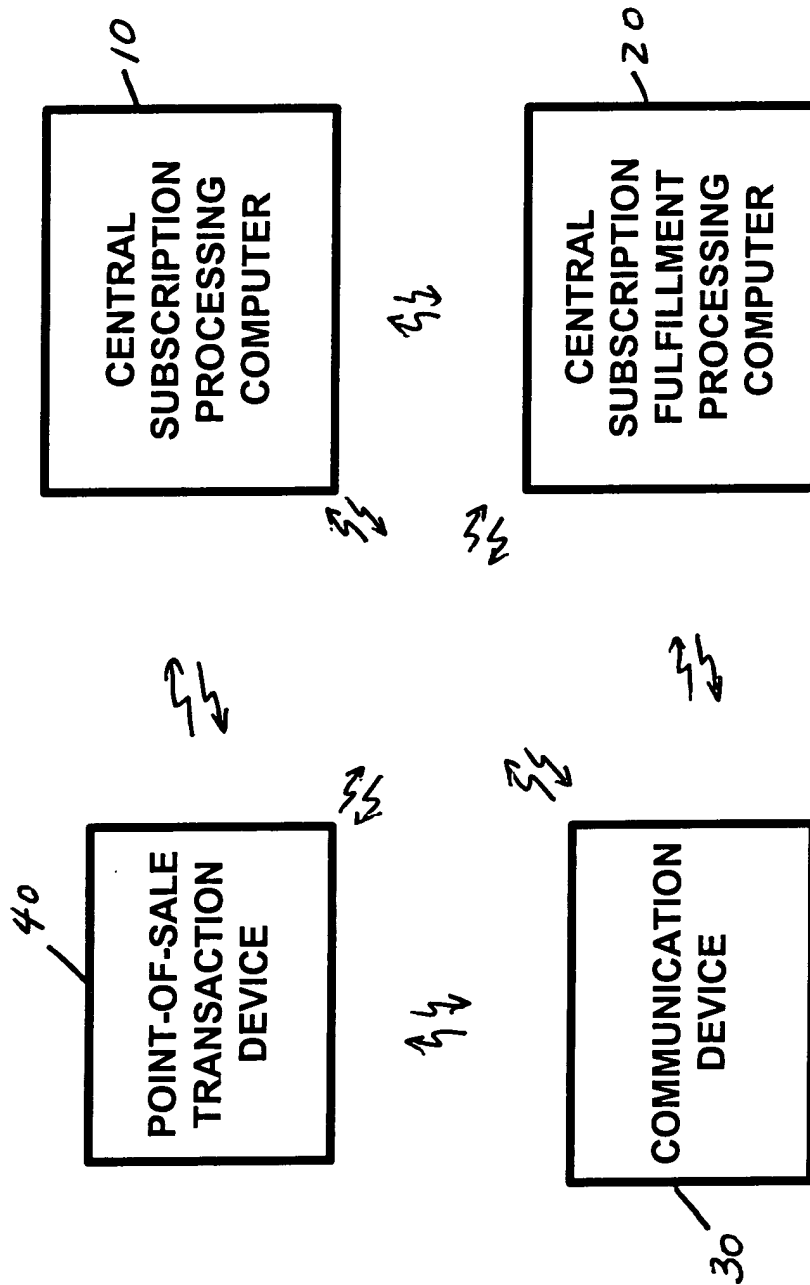 40
POINT-OF-SALE
TRANSACTION
DEVICE
10
CENTRAL
SUBSCRIPTION
PROCESSING
COMPUTER
30
COMMUNICATION
DEVICE
20
CENTRAL
SUBSCRIPTION
FULFILLMENT
PROCESSING
COMPUTER